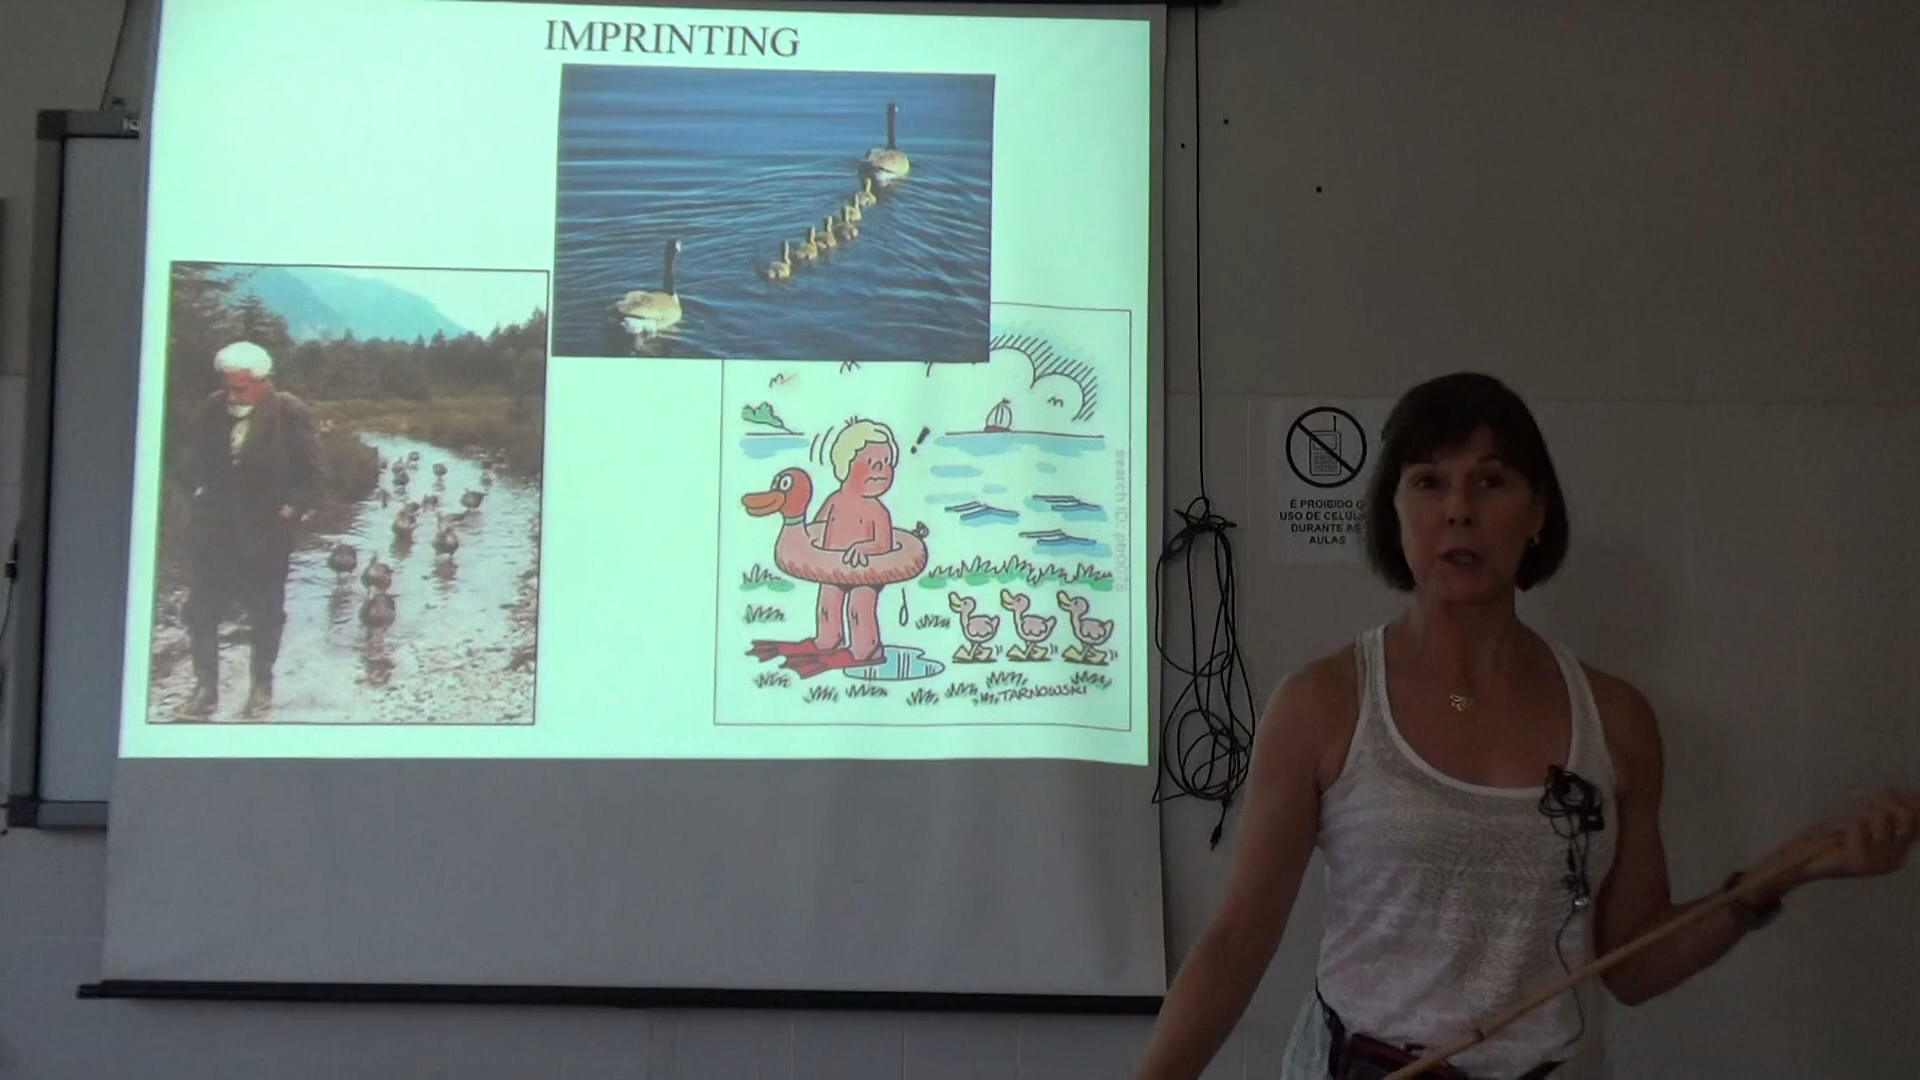 IMPRINTING
TARNOWSKI
É PROIBIDO O
USO DE CELULA
DURANTE AS
AULAS